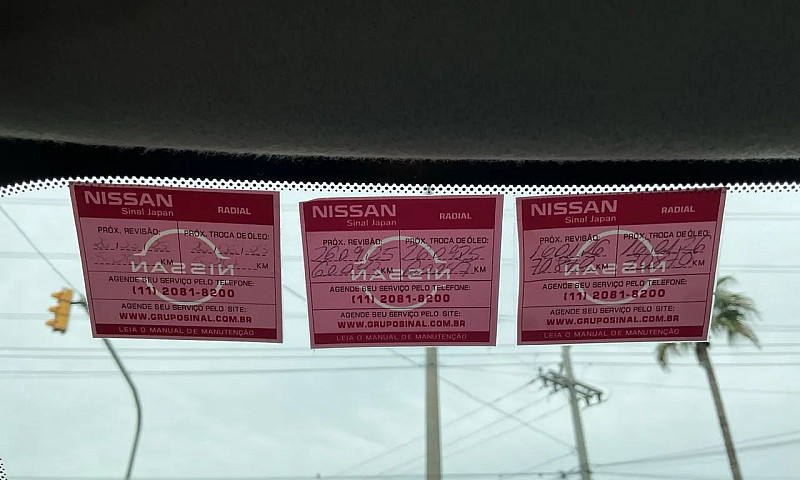 NISSAN
Sinal Japan
RADIAL
PRÓX. REVISÃO: PRÓX. TROCA DE ÓLEO:
KM KM
NISSAN
AGENDE SEU SERVIÇO PELO TELEFONE:
(11) 2081-8200
AGENDE SEU SERVIÇO PELO SITE:
WWW.GRUPOSINAL.COM.BR
LEIA O MANUAL DE MANUTENÇÃO
NISSAN
Sinal Japan
RADIAL
PRÓX. REVISÃO: PRÓX. TROCA DE ÓLEO:
KM
NISSAN
AGENDE SEU SERVIÇO PELO TELEFONE:
(11) 2081-8200
AGENDE SEU SERVIÇO PELO SITE:
WWW.GRUPOSINAL.COM.BR
LEIA O MANUAL DE MANUTENÇÃO
NISSAN
Sinal Japan
RADIAL
PRÓX. REVISÃO: PRÓX. TROCA DE ÓLEO:
KM KM
NISSAN
AGENDE SEU SERVIÇO PELO TELEFONE:
(11) 2081-8200
AGENDE SEU SERVIÇO PELO SITE:
WWW.GRUPOSINAL.COM.BR
LEIA O MANUAL DE MANUTENÇÃO